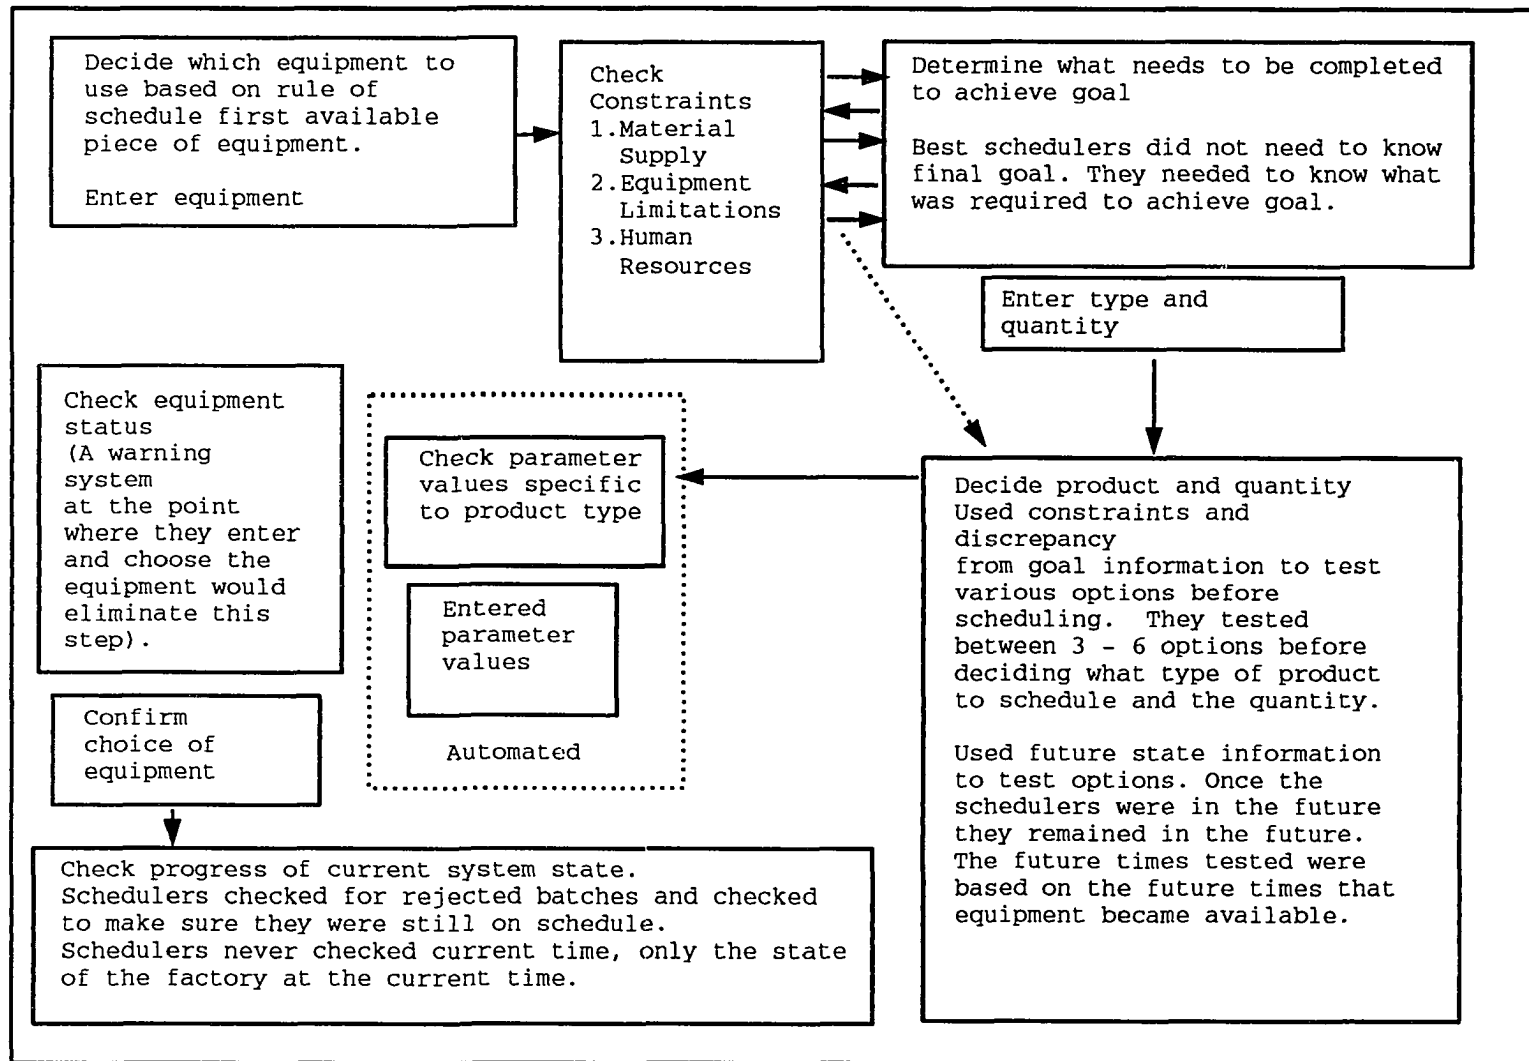 Decide which equipment to
use based on rule of
schedule first available
piece of equipment.
Enter equipment
Check
Constraints
1.Material
Supply
2.Equipment
Limitations
3.Human
Resources
Determine what needs to be completed
to achieve goal
Best schedulers did not need to know
final goal. They needed to know what
was required to achieve goal.
Enter type and
quantity
Decide product and quantity
Used constraints and
discrepancy
from goal information to test
various options before
scheduling. They tested
between 3 - 6 options before
deciding what type of product
to schedule and the quantity.
Used future state information
to test options. Once the
schedulers were in the future
they remained in the future.
The future times tested were
based on the future times that
equipment became available.
Check parameter
values specific
to product type
Entered
parameter
values
Automated
Check equipment
status
(A warning
system
at the point
where they enter
and choose the
equipment would
eliminate this
step).
Confirm
choice of
equipment
Check progress of current system state.
Schedulers checked for rejected batches and checked
to make sure they were still on schedule.
Schedulers never checked current time, only the state
of the factory at the current time.